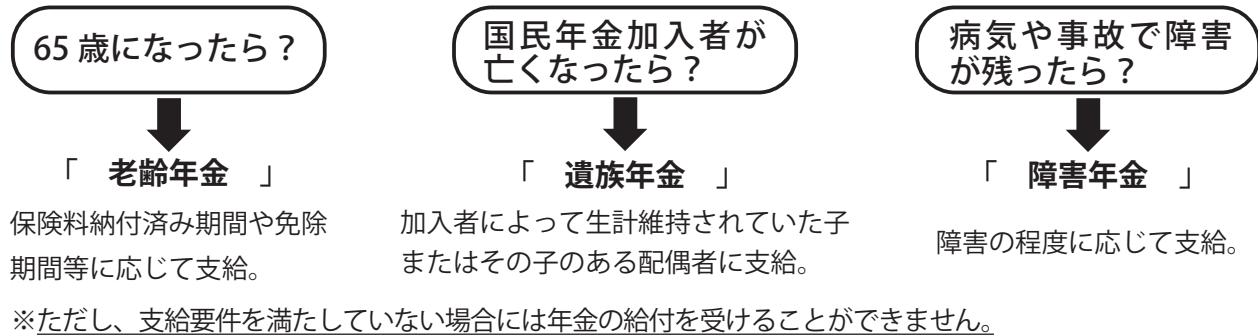 65 歳になったら？
「　老齢年金　」
保険料納付済み期間や免除
期間等に応じて支給。
国民年金加入者が
亡くなったら？
「　遺族年金　」
加入者によって生計維持されていた子
またはその子のある配偶者に支給。
病気や事故で障害
が残ったら？
「　障害年金　」
障害の程度に応じて支給。
※ただし、支給要件を満たしていない場合には年金の給付を受けることができません。